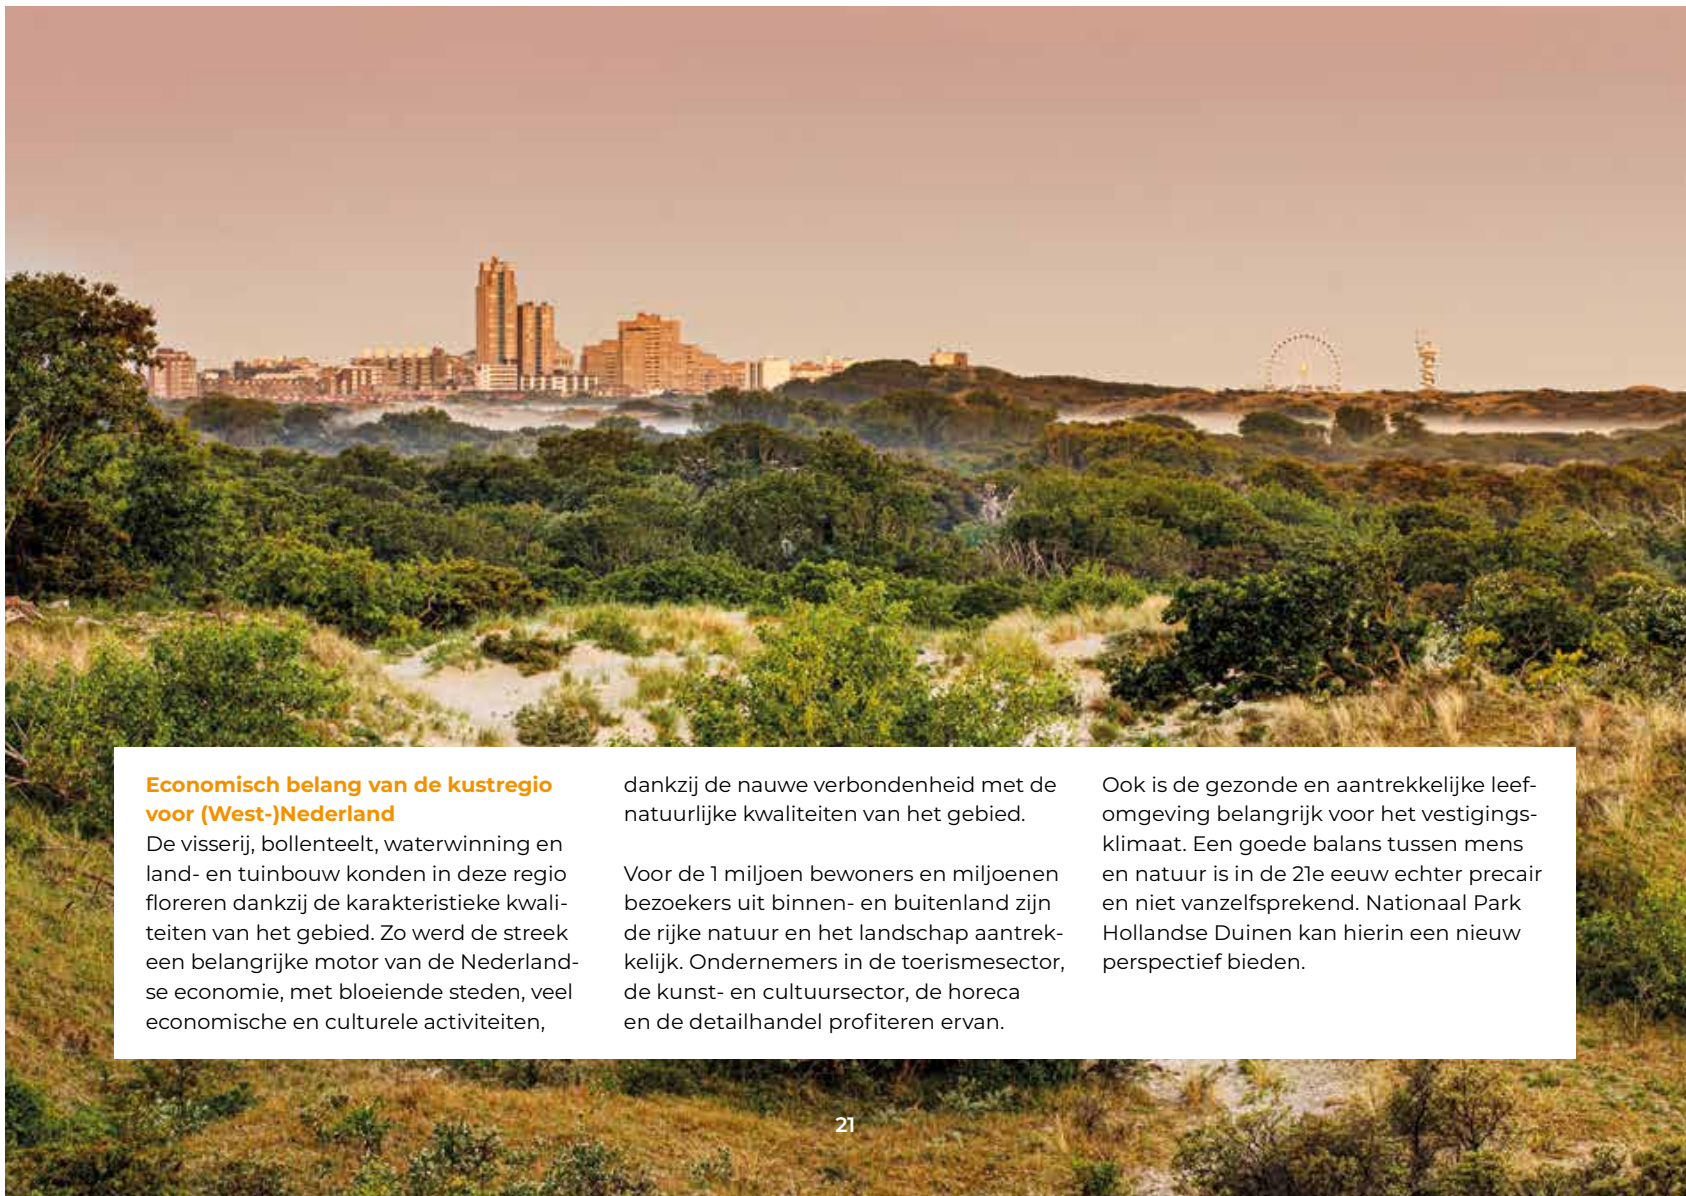 Economisch belang van de kustregio
voor (West-)Nederland
De visserij, bollenteelt, waterwinning en
land- en tuinbouw konden in deze regio
floreren dankzij de karakteristieke kwali-
teiten van het gebied. Zo werd de streek
een belangrijke motor van de Nederland-
se economie, met bloeiende steden, veel
economische en culturele activiteiten,
dankzij de nauwe verbondenheid met de
natuurlijke kwaliteiten van het gebied.
Voor de 1 miljoen bewoners en miljoenen
bezoekers uit binnen- en buitenland zijn
de rijke natuur en het landschap aantrek-
kelijk. Ondernemers in de toerismesector,
de kunst- en cultuursector, de horeca
en de detailhandel profiteren ervan.
Ook is de gezonde en aantrekkelijke leef-
omgeving belangrijk voor het vestigings-
klimaat. Een goede balans tussen mens
en natuur is in de 21e eeuw echter precair
en niet vanzelfsprekend. Nationaal Park
Hollandse Duinen kan hierin een nieuw
perspectief bieden.
21